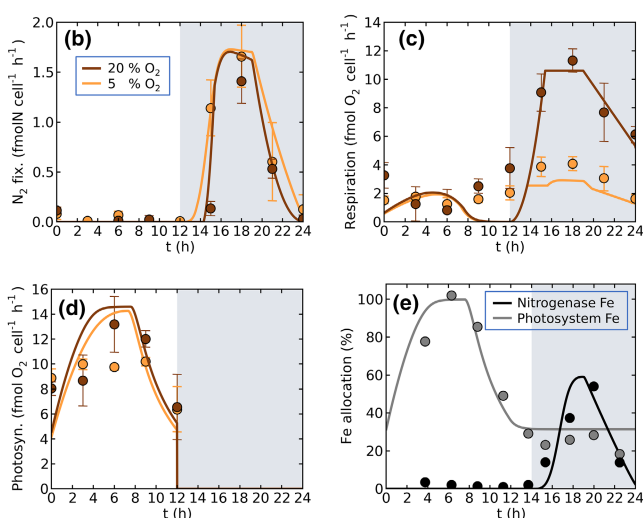 (b)
N₂ fix. (fmolN cell⁻¹ h⁻¹)
2.0
1.5
1.0
0.5
0.0
20 % O₂
5 % O₂
0 2 4 6 8 10 12 14 16 18 20 22 24
t (h)
(c)
Respiration (fmol O₂ cell⁻¹ h⁻¹)
14
12
10
8
6
4
2
0
0 2 4 6 8 10 12 14 16 18 20 22 24
t (h)
(d)
Photosyn. (fmol O₂ cell⁻¹ h⁻¹)
16
14
12
10
8
6
4
2
0
0 2 4 6 8 10 12 14 16 18 20 22 24
t (h)
(e)
Fe allocation (%)
100
80
60
40
20
0
Nitrogenase Fe
Photosystem Fe
0 2 4 6 8 10 12 14 16 18 20 22 24
t (h)